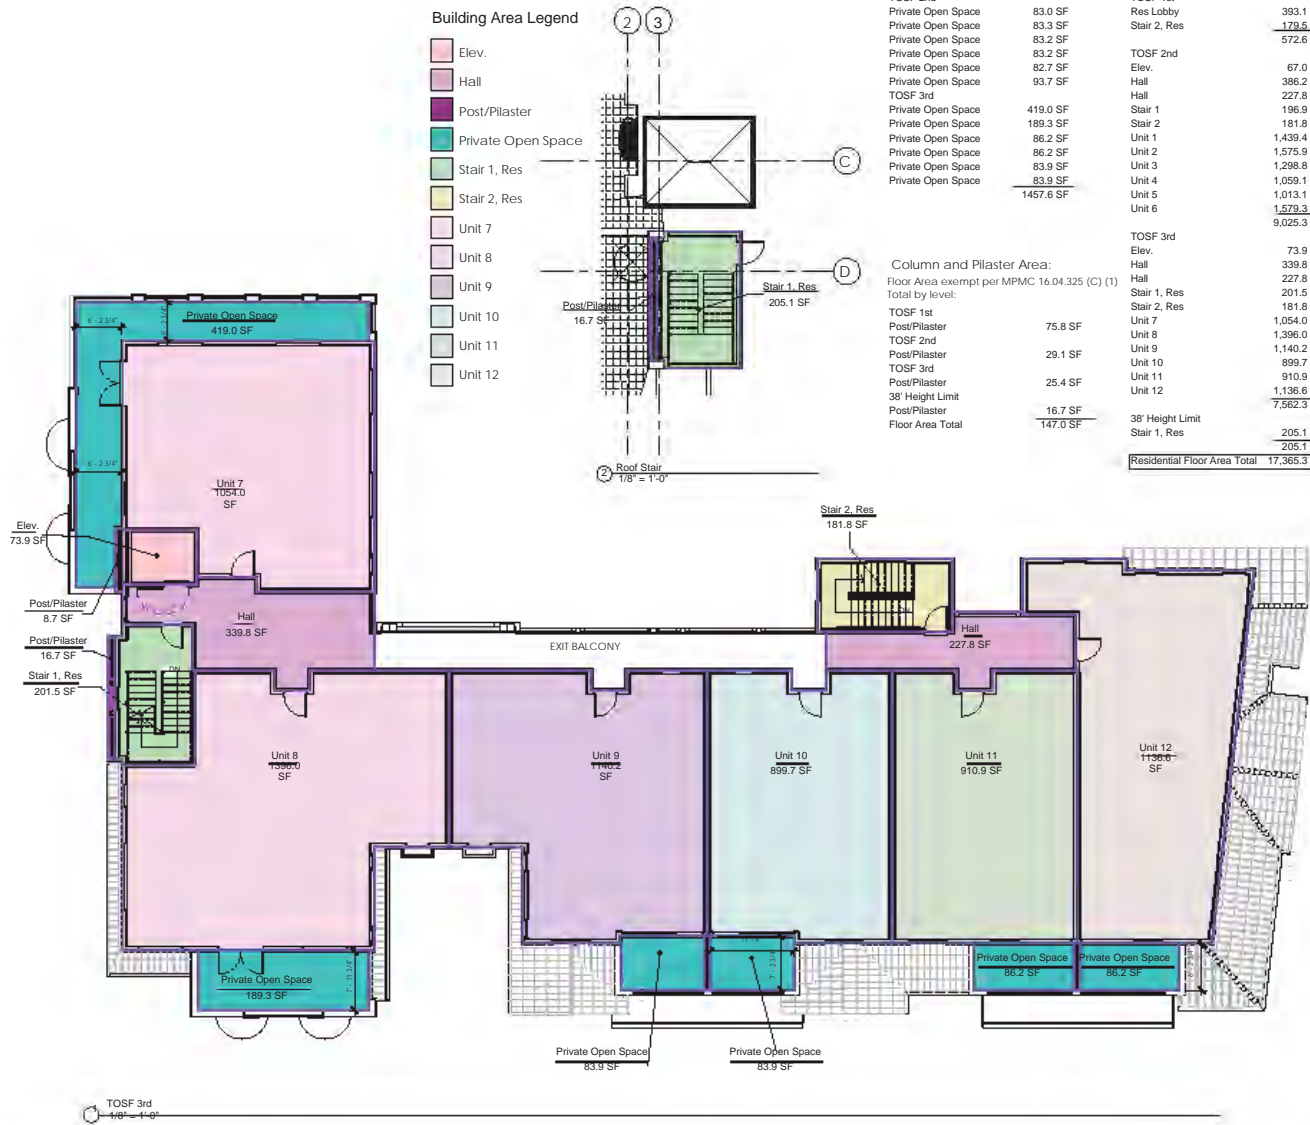 Building Area Legend
Elev.
Hall
Post/Pilaster
Private Open Space
Stair 1, Res
Stair 2, Res
Unit 7
Unit 8
Unit 9
Unit 10
Unit 11
Unit 12
2 3
C
D
Post/Pilaster
16.7 SF
Stair 1, Res
205.1 SF
2 Roof Stair
1/8" = 1'-0"
Private Open Space 83.0 SF
Private Open Space 83.3 SF
Private Open Space 83.2 SF
Private Open Space 83.2 SF
Private Open Space 82.7 SF
Private Open Space 93.7 SF
TOSF 3rd
Private Open Space 419.0 SF
Private Open Space 189.3 SF
Private Open Space 86.2 SF
Private Open Space 86.2 SF
Private Open Space 83.9 SF
Private Open Space 83.9 SF
1457.6 SF
Column and Pilaster Area:
Floor Area exempt per MPMC 16.04.325 (C) (1)
Total by level:
TOSF 1st
Post/Pilaster 75.8 SF
TOSF 2nd
Post/Pilaster 29.1 SF
TOSF 3rd
Post/Pilaster 25.4 SF
38' Height Limit
Post/Pilaster 16.7 SF
Floor Area Total 147.0 SF
Res Lobby 393.1
Stair 2, Res 179.5
572.6
TOSF 2nd
Elev. 67.0
Hall 386.2
Hall 227.8
Stair 1 196.9
Stair 2 181.8
Unit 1 1,439.4
Unit 2 1,575.9
Unit 3 1,298.8
Unit 4 1,059.1
Unit 5 1,013.1
Unit 6 1,579.3
9,025.3
TOSF 3rd
Elev. 73.9
Hall 339.8
Hall 227.8
Stair 1, Res 201.5
Stair 2, Res 181.8
Unit 7 1,054.0
Unit 8 1,396.0
Unit 9 1,140.2
Unit 10 899.7
Unit 11 910.9
Unit 12 1,136.6
7,562.3
38' Height Limit
Stair 1, Res 205.1
205.1
Residential Floor Area Total 17,365.3
Private Open Space
419.0 SF
6' - 2 3/4"
6' - 2 3/4"
Unit 7
1054.0
SF
Elev.
73.9 SF
Post/Pilaster
8.7 SF
Post/Pilaster
16.7 SF
Stair 1, Res
201.5 SF
Hall
339.8 SF
DN
EXIT BALCONY
Stair 2, Res
181.8 SF
DN
Hall
227.8 SF
Unit 8
1396.0
SF
Unit 9
1140.2
SF
Unit 10
899.7 SF
Unit 11
910.9 SF
Unit 12
1136.6
SF
Private Open Space
189.3 SF
Private Open Space
86.2 SF
Private Open Space
86.2 SF
Private Open Space
83.9 SF
Private Open Space
83.9 SF
TOSF 3rd
1/8" = 1'-0"